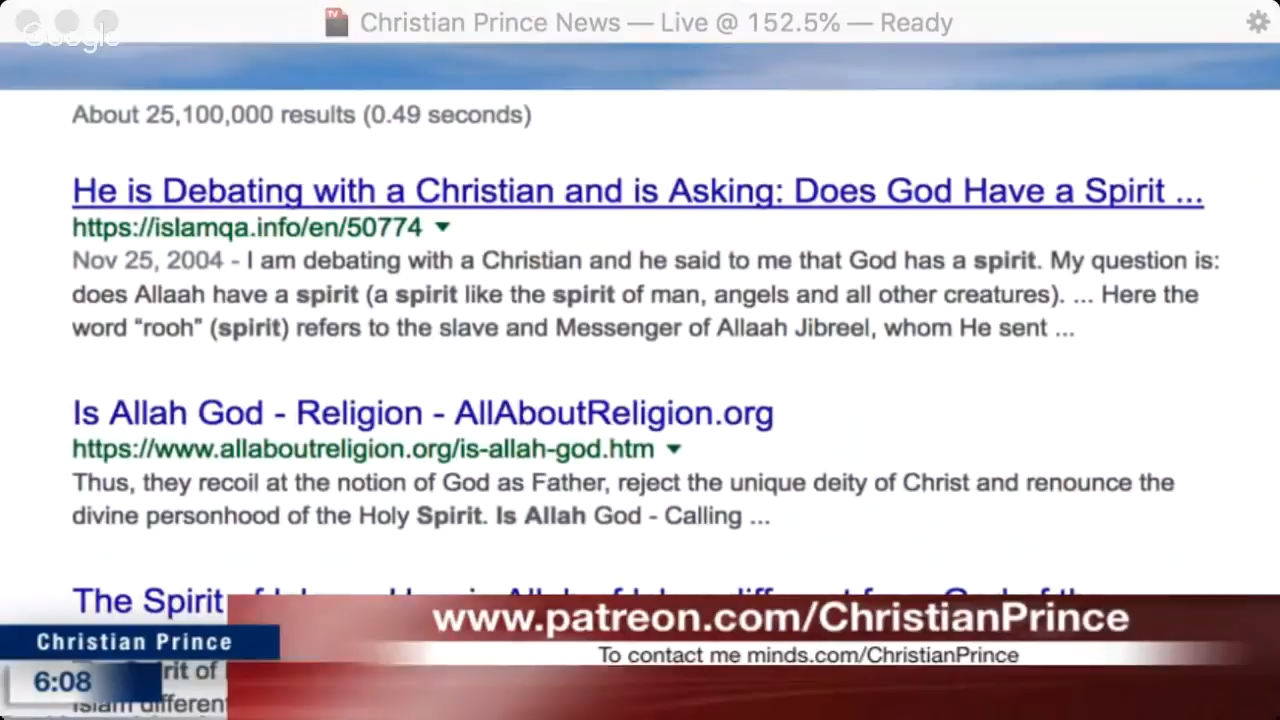 TV
Christian Prince News — Live @ 152.5% — Ready
Google
About 25,100,000 results (0.49 seconds)
He is Debating with a Christian and is Asking: Does God Have a Spirit ...
https://islamqa.info/en/50774
Nov 25, 2004 - I am debating with a Christian and he said to me that God has a spirit. My question is:
does Allaah have a spirit (a spirit like the spirit of man, angels and all other creatures). ... Here the
word “rooh” (spirit) refers to the slave and Messenger of Allaah Jibreel, whom He sent ...
Is Allah God - Religion - AllAboutReligion.org
https://www.allaboutreligion.org/is-allah-god.htm
Thus, they recoil at the notion of God as Father, reject the unique deity of Christ and renounce the
divine personhood of the Holy Spirit. Is Allah God - Calling ...
The Spirit
www.patreon.com/ChristianPrince
Christian Prince
To contact me minds.com/ChristianPrince
6:08
of